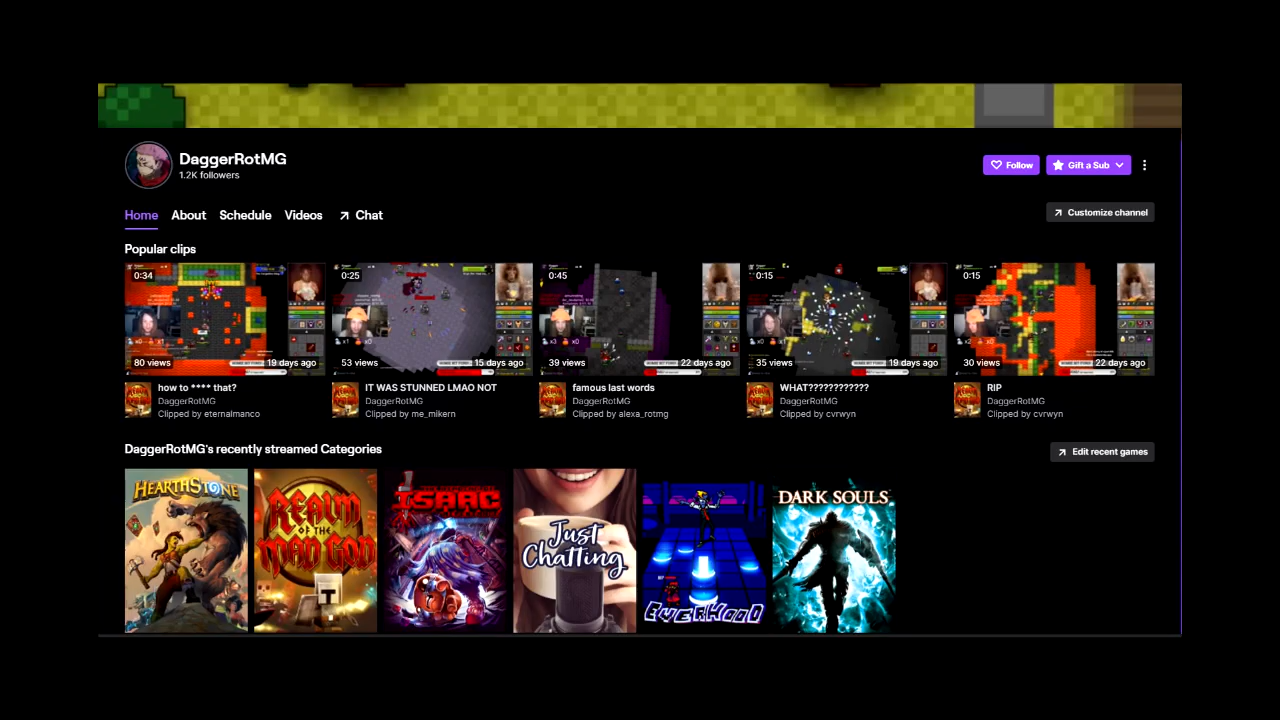 DaggerRotMG
1.2K followers
Follow
Gift a Sub
Home
About
Schedule
Videos
Chat
Customize channel
Popular clips
0:34
80 views
19 days ago
how to **** that?
DaggerRotMG
Clipped by eternalmanco
0:25
53 views
15 days ago
IT WAS STUNNED LMAO NOT
DaggerRotMG
Clipped by me_mikern
0:45
39 views
22 days ago
famous last words
DaggerRotMG
Clipped by alexa_rotmg
0:15
35 views
19 days ago
WHAT????????????
DaggerRotMG
Clipped by cvrwyn
0:15
30 views
22 days ago
RIP
DaggerRotMG
Clipped by cvrwyn
DaggerRotMG's recently streamed Categories
Edit recent games
HEARTHSTONE
REALM
OF THE
MAD GOD
ISAAC
Just
Chatting
EVERHOOD
DARK SOULS